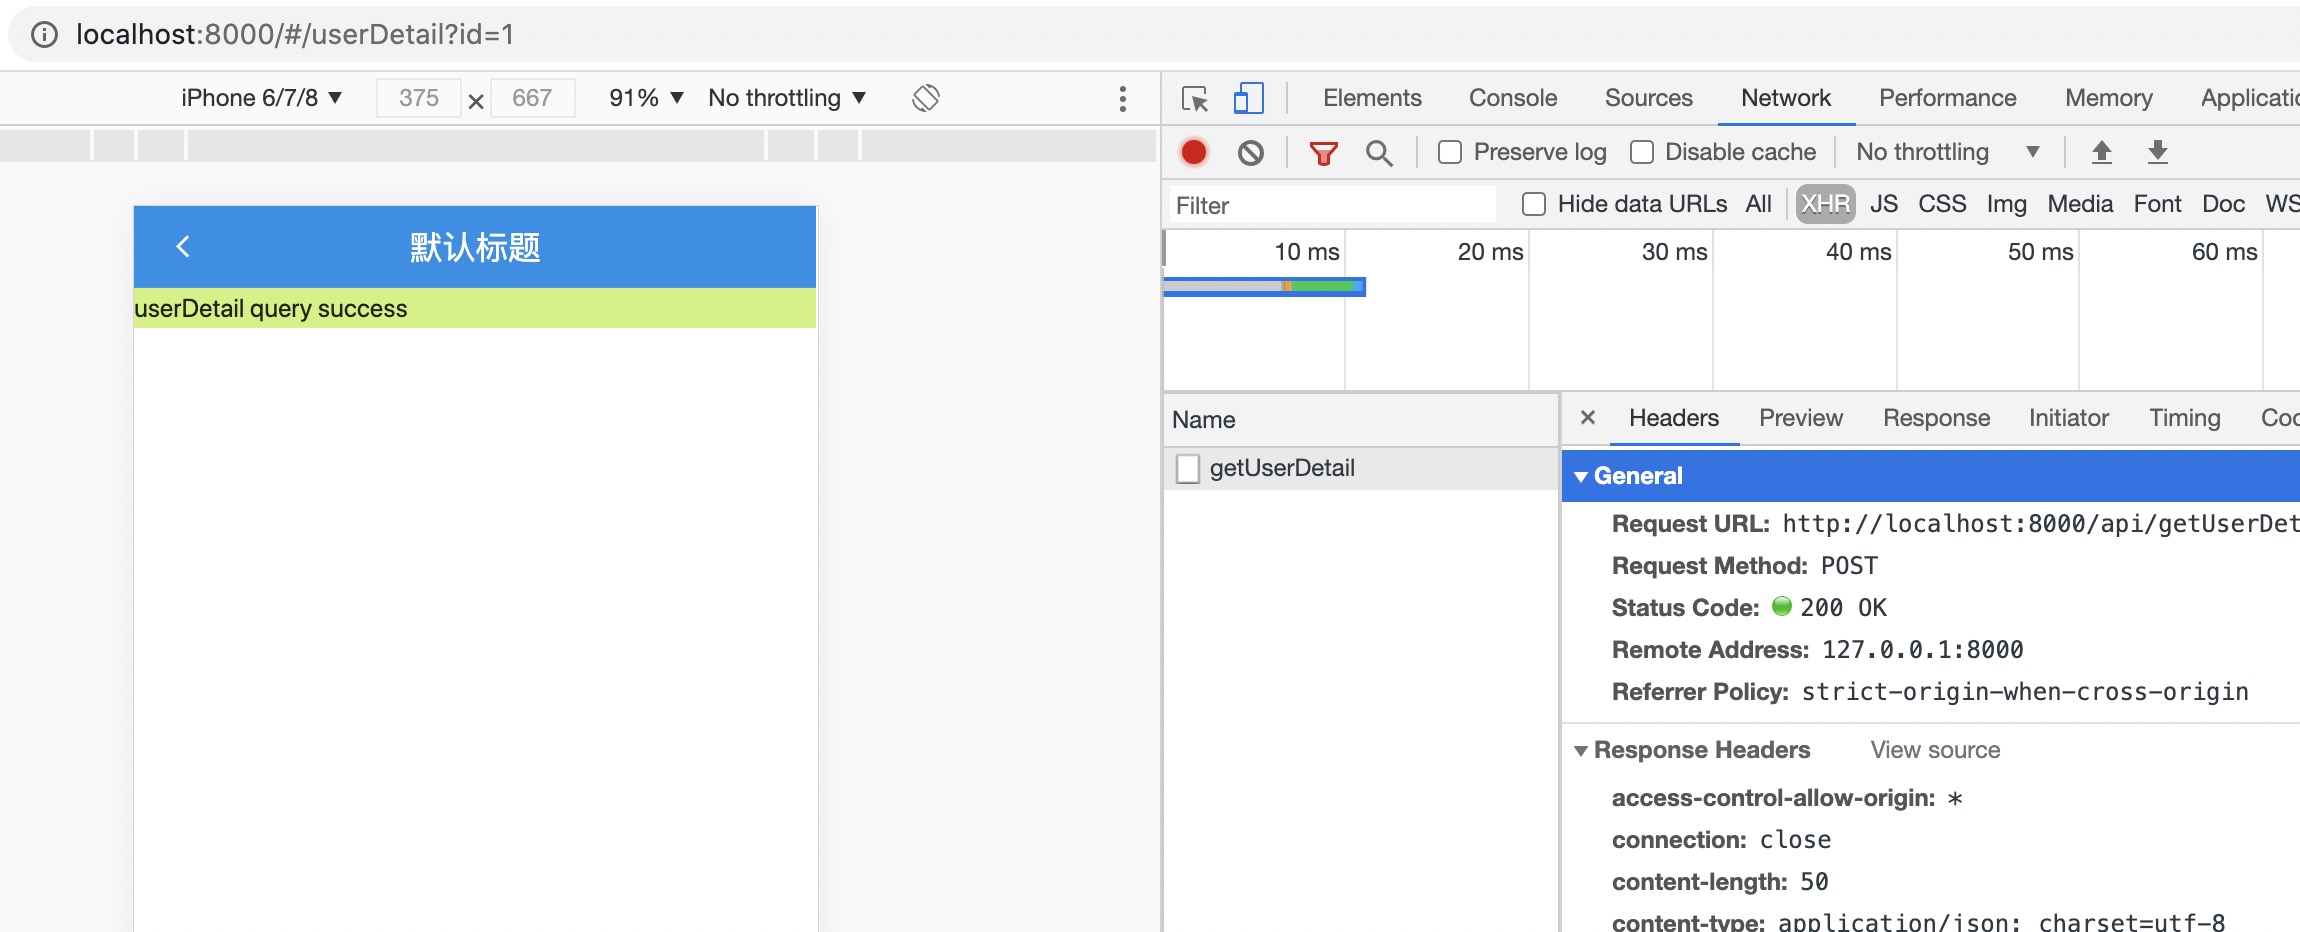 localhost:8000/#/userDetail?id=1
iPhone 6/7/8 ▼ 375 × 667 91% ▼ No throttling ▼
Elements Console Sources Network Performance Memory Applicatio
Preserve log Disable cache No throttling ▼
Filter Hide data URLs All XHR JS CSS Img Media Font Doc WS
10 ms 20 ms 30 ms 40 ms 50 ms 60 ms
默认标题
userDetail query success
Name
getUserDetail
× Headers Preview Response Initiator Timing Coo
▼ General
Request URL: http://localhost:8000/api/getUserDet
Request Method: POST
Status Code: 200 OK
Remote Address: 127.0.0.1:8000
Referrer Policy: strict-origin-when-cross-origin
▼ Response Headers View source
access-control-allow-origin: *
connection: close
content-length: 50
content-type: application/json; charset=utf-8